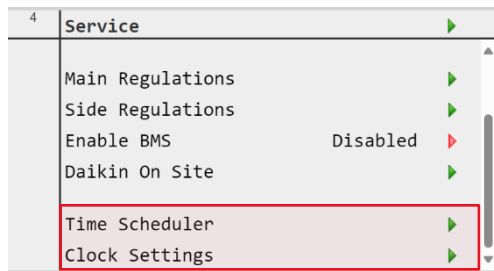 4
Service
Main Regulations
Side Regulations
Enable BMS Disabled
Daikin On Site
Time Scheduler
Clock Settings